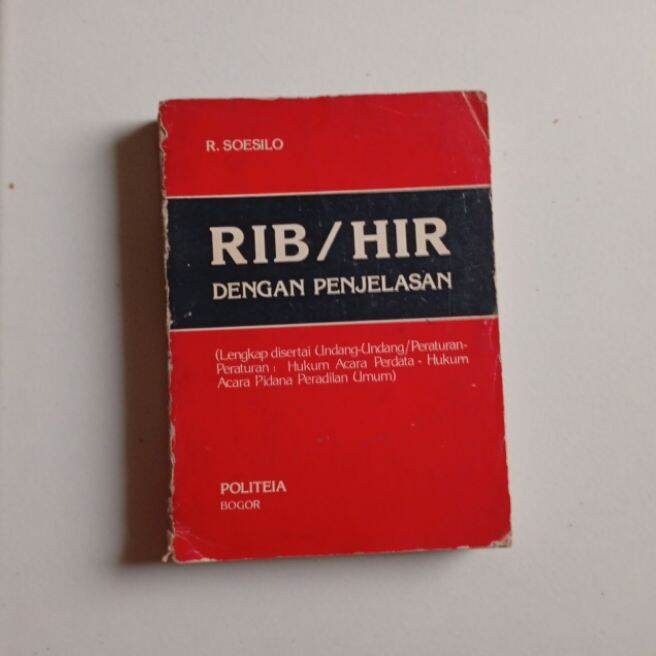 R. SOESILO
RIB/HIR
DENGAN PENJELASAN
(Lengkap disertai Undang-Undang/Peraturan-
Peraturan : Hukum Acara Perdata - Hukum
Acara Pidana Peradilan Umum)
POLITEIA
BOGOR